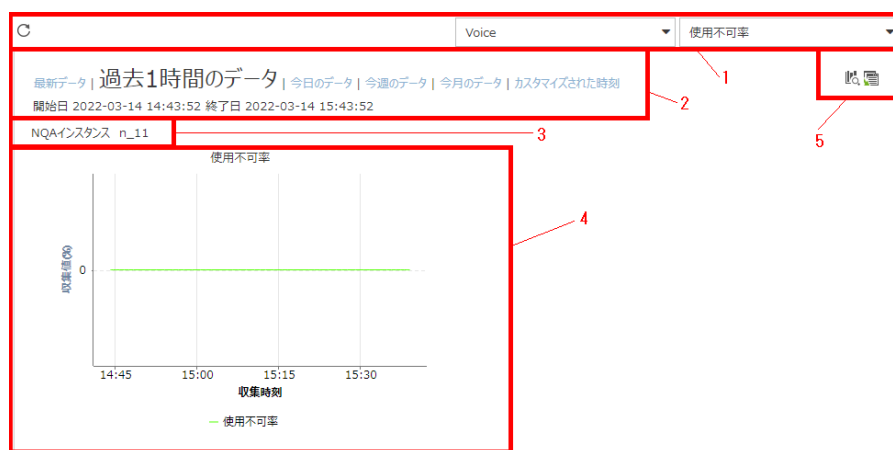 Voice 使用不可率
1
最新データ | 過去1時間のデータ | 今日のデータ | 今週のデータ | 今月のデータ | カスタマイズされた時刻
開始日 2022-03-14 14:43:52 終了日 2022-03-14 15:43:52
2
5
NQAインスタンス n_11
3
使用不可率
4
収集値(%)
0
14:45 15:00 15:15 15:30
収集時刻
使用不可率